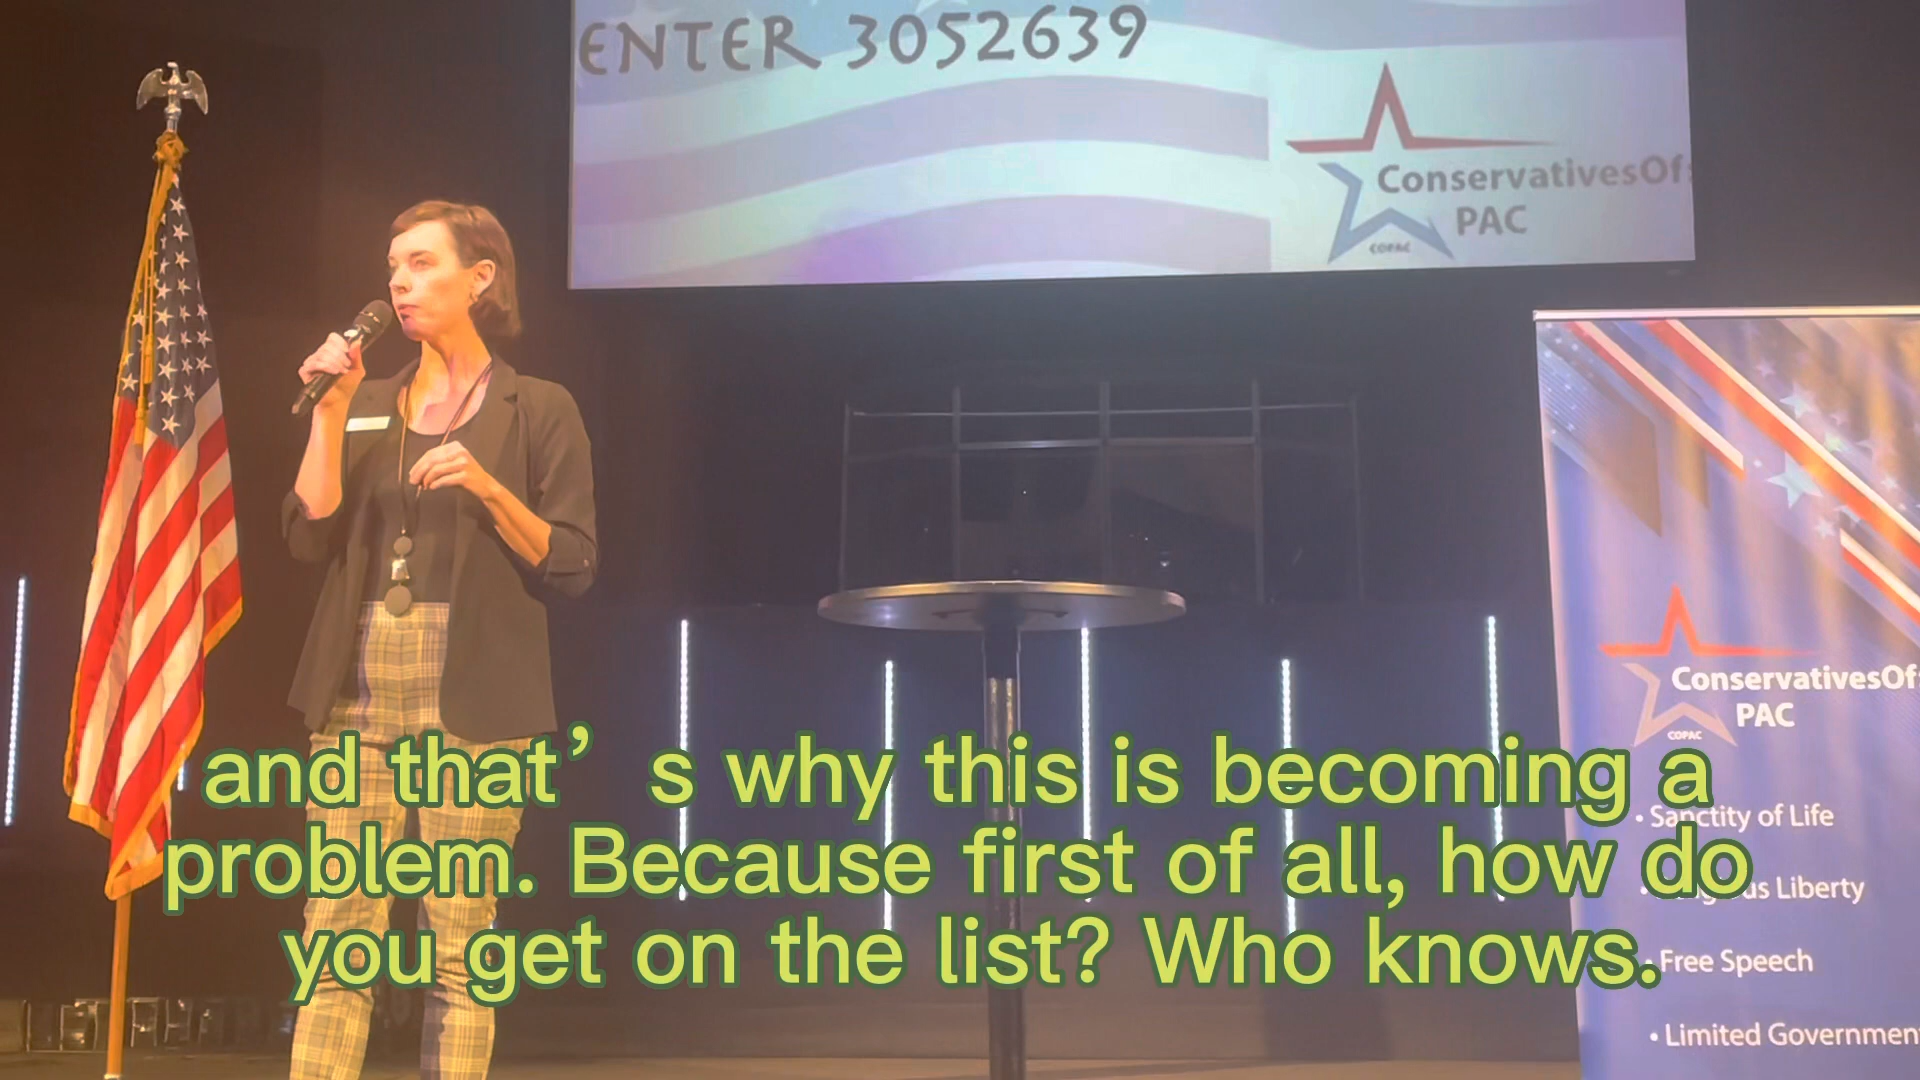 ENTER 3052639
ConservativesOf
PAC
COPAC
ConservativesOf
PAC
COPAC
• Sanctity of Life
Liberty
• Free Speech
• Limited Governmen
and that’s why this is becoming a
problem. Because first of all, how do
you get on the list? Who knows.